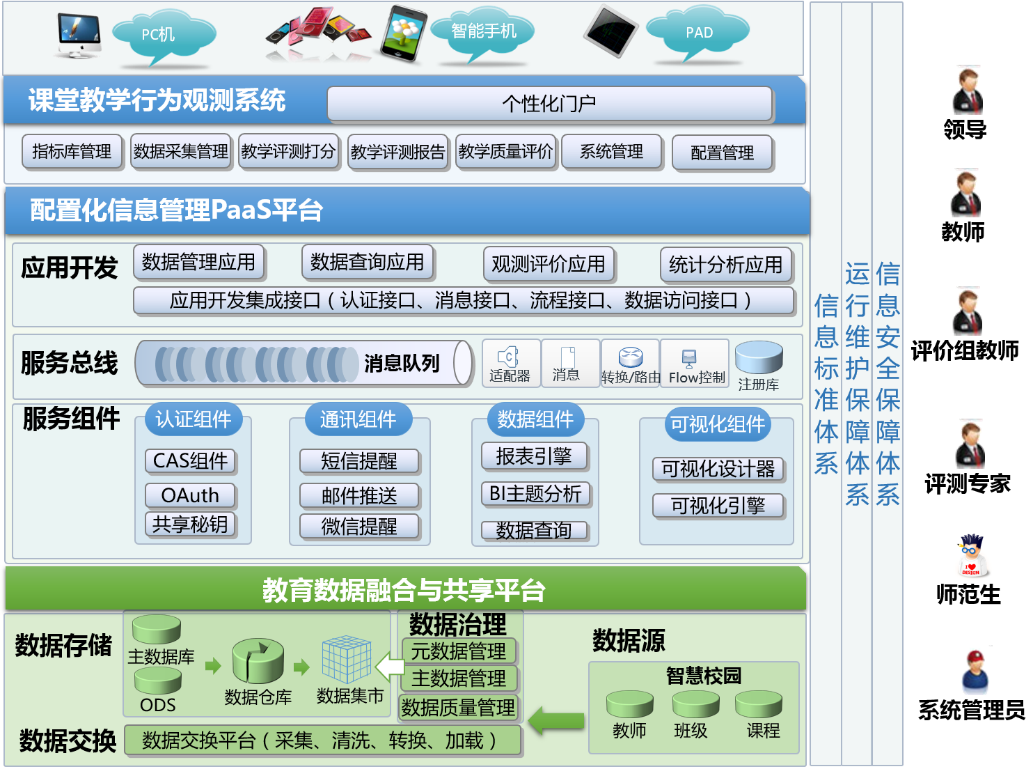 PC机
智能手机
PAD
课堂教学行为观测系统
个性化门户
指标库管理
数据采集管理
教学评测打分
教学评测报告
教学质量评价
系统管理
配置管理
配置化信息管理PaaS平台
应用开发
数据管理应用
数据查询应用
观测评价应用
统计分析应用
应用开发集成接口（认证接口、消息接口、流程接口、数据访问接口）
服务总线
消息队列
适配器
消息
转换/路由
Flow控制
注册库
服务组件
认证组件
CAS组件
OAuth
共享秘钥
通讯组件
短信提醒
邮件推送
微信提醒
数据组件
报表引擎
BI主题分析
数据查询
可视化组件
可视化设计器
可视化引擎
教育数据融合与共享平台
数据存储
主数据库
ODS
数据仓库
数据集市
数据治理
元数据管理
主数据管理
数据质量管理
数据源
智慧校园
教师
班级
课程
数据交换
数据交换平台（采集、清洗、转换、加载）
信息标准体系
运行维护保障体系
信息安全保障体系
领导
教师
评价组教师
评测专家
I
DESIGN
师范生
系统管理员